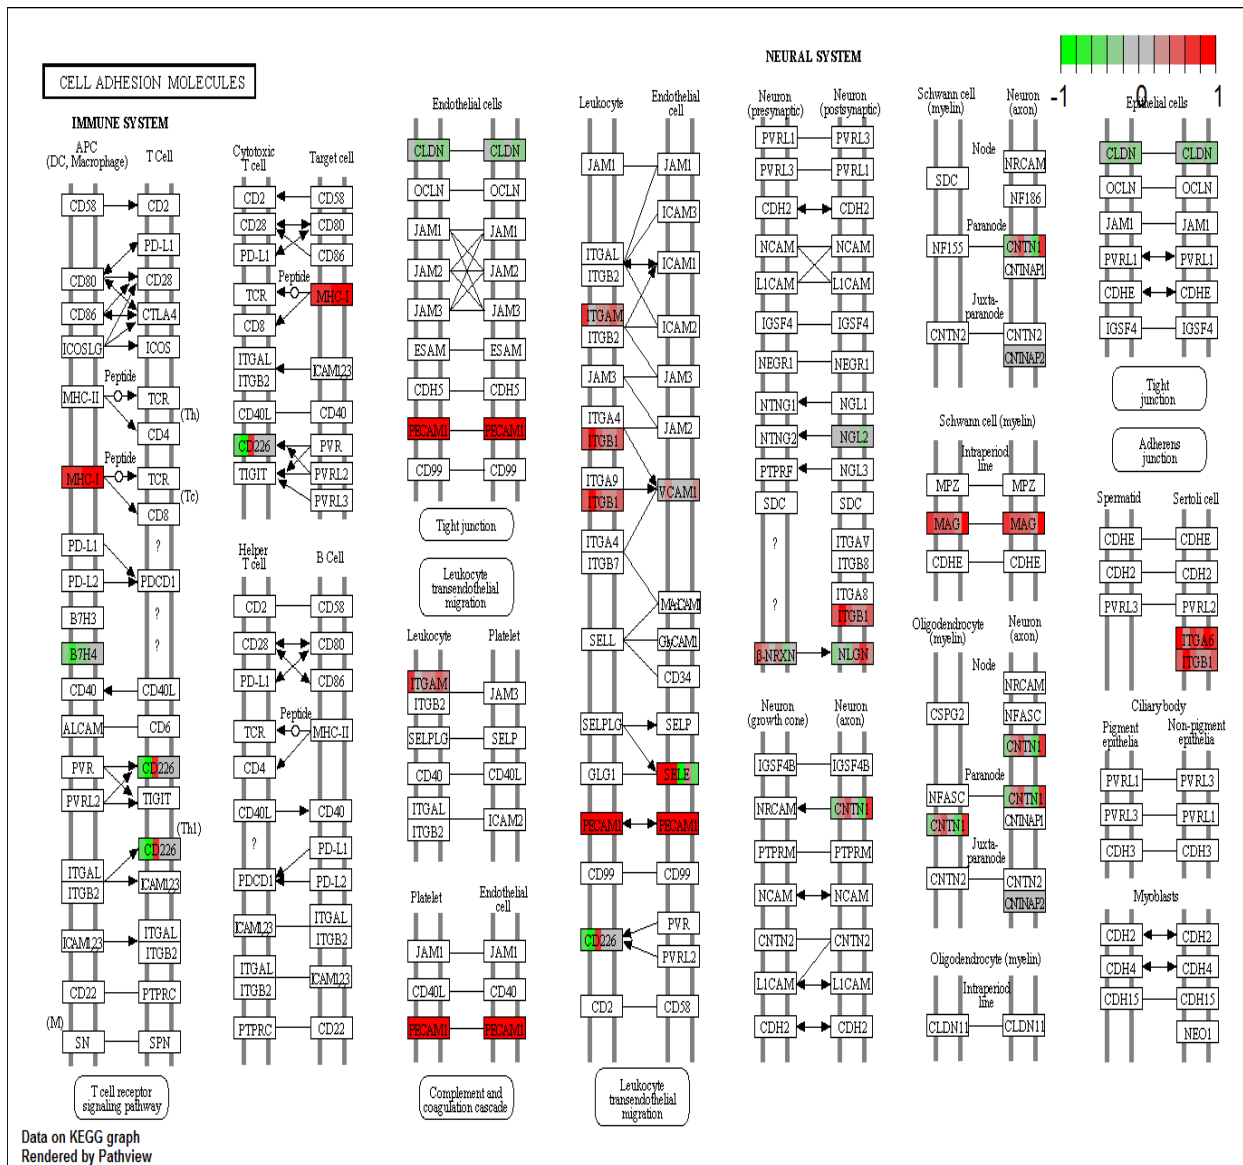 CELL ADHESION MOLECULES
-1
0
1
IMMUNE SYSTEM
APC
(DC, Macrophage)
T Cell
CD58
CD2
PD-L1
CD80
CD28
CD86
CTLA4
ICOSLG
ICOS
MHC-II
Peptide
TCR
(Th)
CD4
MHC-I
Peptide
TCR
(Tc)
CD8
PD-L1
?
PD-L2
PDCD1
B7H3
?
B7H4
?
CD40
CD40L
ALCAM
CD6
PVR
CD226
PVRL2
TIGIT
(Th1)
CD226
ITGAL
ITGB2
ICAM1,2,3
ICAM1,2,3
ITGAL
ITGB2
CD22
PTPRC
(M)
SN
SPN
T cell receptor
signaling pathway
Cytotoxic
T cell
Target cell
CD2
CD58
CD28
CD80
PD-L1
CD86
Peptide
TCR
MHC-I
CD8
ITGAL
ITGB2
ICAM1,2,3
CD40L
CD40
CD226
PVR
TIGIT
PVRL2
PVRL3
Helper
T cell
B Cell
CD2
CD58
CD28
CD80
PD-L1
CD86
Peptide
TCR
MHC-II
CD4
CD40L
CD40
?
PD-L1
PDCD1
PD-L2
ICAM1,2,3
ITGAL
ITGB2
ITGAL
ITGB2
ICAM1,2,3
PTPRC
CD22
Endothelial cells
CLDN
CLDN
OCLN
OCLN
JAM1
JAM1
JAM2
JAM2
JAM3
JAM3
ESAM
ESAM
CDH5
CDH5
PECAM1
PECAM1
CD99
CD99
Tight junction
Leukocyte
transendothelial
migration
Leukocyte
Platelet
ITGAM
ITGB2
JAM3
SELPLG
SELP
CD40
CD40L
ITGAL
ITGB2
ICAM2
Platelet
Endothelial
cell
JAM1
JAM1
CD40L
CD40
PECAM1
PECAM1
Complement and
coagulation cascade
Leukocyte
Endothelial
cell
JAM1
JAM1
ICAM3
ITGAL
ITGB2
ICAM1
ITGAM
ITGB2
ICAM2
JAM3
JAM3
ITGA4
ITGB1
JAM2
ITGA9
ITGB1
VCAM1
ITGA4
ITGB7
MAdCAM1
SELL
GlyCAM1
CD34
SELPLG
SELP
GLG1
SELE
PECAM1
PECAM1
CD99
CD99
CD226
PVR
PVRL2
CD2
CD58
Leukocyte
transendothelial
migration
NEURAL SYSTEM
Neuron
(presynaptic)
Neuron
(postsynaptic)
PVRL1
PVRL3
PVRL3
PVRL1
CDH2
CDH2
NCAM
NCAM
L1CAM
L1CAM
IGSF4
IGSF4
NEGR1
NEGR1
NTNG1
NGL1
NTNG2
NGL2
PTPRF
NGL3
SDC
SDC
?
ITGAV
ITGB8
?
ITGA8
ITGB1
β-NRXN
NLGN
Neuron
(growth cone)
Neuron
(axon)
IGSF4B
IGSF4B
NRCAM
CNTN1
PTPRM
PTPRM
NCAM
NCAM
CNTN2
CNTN2
L1CAM
L1CAM
CDH2
CDH2
Schwann cell
(myelin)
Neuron
(axon)
Node
NRCAM
SDC
NF186
Paranode
NF155
CNTN1
CNTNAP1
Juxta-
paranode
CNTN2
CNTN2
CNTNAP2
Schwann cell (myelin)
Intraperiod
line
MPZ
MPZ
MAG
MAG
CDHE
CDHE
Oligodendrocyte
(myelin)
Neuron
(axon)
Node
NRCAM
CSPG2
NFASC
CNTN1
Paranode
NFASC
CNTN1
CNTN1
CNTNAP1
Juxta-
paranode
CNTN2
CNTN2
CNTNAP2
Oligodendrocyte (myelin)
Intraperiod
line
CLDN11
CLDN11
Epithelial cells
CLDN
CLDN
OCLN
OCLN
JAM1
JAM1
PVRL1
PVRL1
CDHE
CDHE
IGSF4
IGSF4
Tight
junction
Adherens
junction
Spermatid
Sertoli cell
CDHE
CDHE
CDH2
CDH2
PVRL3
PVRL2
ITGA6
ITGB1
Ciliary body
Pigment
epithelia
Non-pigment
epithelia
PVRL1
PVRL3
PVRL3
PVRL1
CDH3
CDH3
Myoblasts
CDH2
CDH2
CDH4
CDH4
CDH15
CDH15
NEO1
Data on KEGG graph
Rendered by Pathview